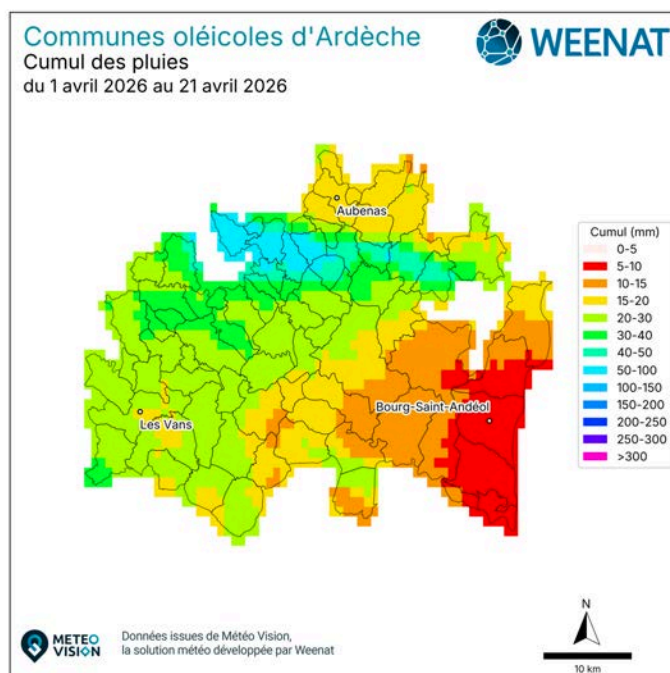 Communes oléicoles d'Ardèche
Cumul des pluies
du 1 avril 2026 au 21 avril 2026
WEENAT
Aubenas
Bourg-Saint-Andéol
Les Vans
Cumul (mm)
0-5
5-10
10-15
15-20
20-30
30-40
40-50
50-100
100-150
150-200
200-250
250-300
>300
METEO
VISION
Données issues de Météo Vision,
la solution météo développée par Weenat
N
10 km